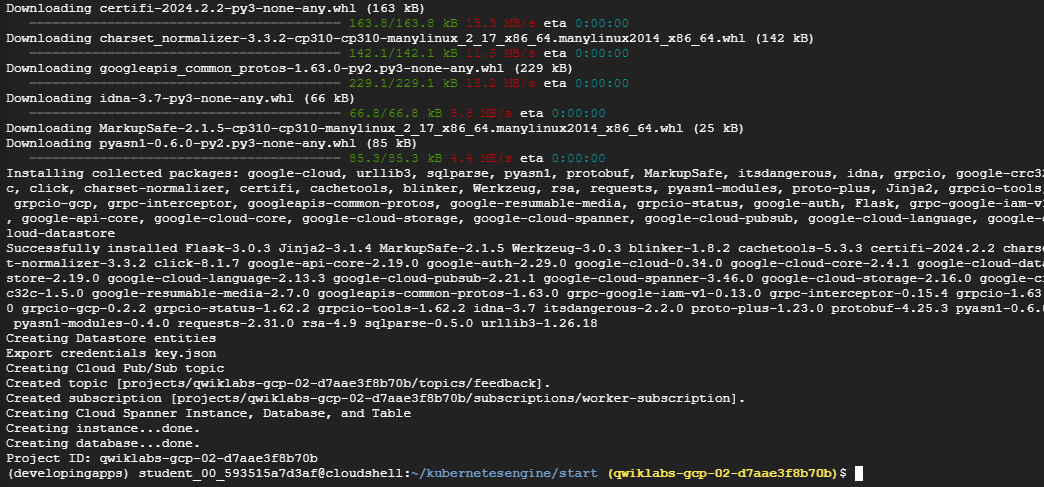 Downloading certifi-2024.2.2-py3-none-any.whl (163 kB)
163.8/163.8 kB 15.3 MB/s eta 0:00:00
Downloading charset_normalizer-3.3.2-cp310-cp310-manylinux_2_17_x86_64.manylinux2014_x86_64.whl (142 kB)
142.1/142.1 kB 11.5 MB/s eta 0:00:00
Downloading googleapis_common_protos-1.63.0-py2.py3-none-any.whl (229 kB)
229.1/229.1 kB 18.2 MB/s eta 0:00:00
Downloading idna-3.7-py3-none-any.whl (66 kB)
66.8/66.8 kB 5.8 MB/s eta 0:00:00
Downloading MarkupSafe-2.1.5-cp310-cp310-manylinux_2_17_x86_64.manylinux2014_x86_64.whl (25 kB)
Downloading pyasn1-0.6.0-py2.py3-none-any.whl (85 kB)
85.3/85.3 kB 4.4 MB/s eta 0:00:00
Installing collected packages: google-cloud, urllib3, sqlparse, pyasn1, protobuf, MarkupSafe, itsdangerous, idna, grpcio, google-crc32
c, click, charset-normalizer, certifi, cachetools, blinker, Werkzeug, rsa, requests, pyasn1-modules, proto-plus, Jinja2, grpcio-tools,
grpcio-gcp, grpc-interceptor, googleapis-common-protos, google-resumable-media, grpcio-status, google-auth, Flask, grpc-google-iam-v1
, google-api-core, google-cloud-core, google-cloud-storage, google-cloud-spanner, google-cloud-pubsub, google-cloud-language, google-c
loud-datastore
Successfully installed Flask-3.0.3 Jinja2-3.1.4 MarkupSafe-2.1.5 Werkzeug-3.0.3 blinker-1.8.2 cachetools-5.3.3 certifi-2024.2.2 charse
t-normalizer-3.3.2 click-8.1.7 google-api-core-2.19.0 google-auth-2.29.0 google-cloud-0.34.0 google-cloud-core-2.4.1 google-cloud-data
store-2.19.0 google-cloud-language-2.13.3 google-cloud-pubsub-2.21.1 google-cloud-spanner-3.46.0 google-cloud-storage-2.16.0 google-cr
c32c-1.5.0 google-resumable-media-2.7.0 googleapis-common-protos-1.63.0 grpc-google-iam-v1-0.13.0 grpc-interceptor-0.15.4 grpcio-1.63.
0 grpcio-gcp-0.2.2 grpcio-status-1.62.2 grpcio-tools-1.62.2 idna-3.7 itsdangerous-2.2.0 proto-plus-1.23.0 protobuf-4.25.3 pyasn1-0.6.0
pyasn1-modules-0.4.0 requests-2.31.0 rsa-4.9 sqlparse-0.5.0 urllib3-1.26.18
Creating Datastore entities
Export credentials key.json
Creating Cloud Pub/Sub topic
Created topic [projects/qwiklabs-gcp-02-d7aae3f8b70b/topics/feedback].
Created subscription [projects/qwiklabs-gcp-02-d7aae3f8b70b/subscriptions/worker-subscription].
Creating Cloud Spanner Instance, Database, and Table
Creating instance...done.
Creating database...done.
Project ID: qwiklabs-gcp-02-d7aae3f8b70b
(developingapps) student_00_593515a7d3af@cloudshell:~/kubernetesengine/start (qwiklabs-gcp-02-d7aae3f8b70b)$